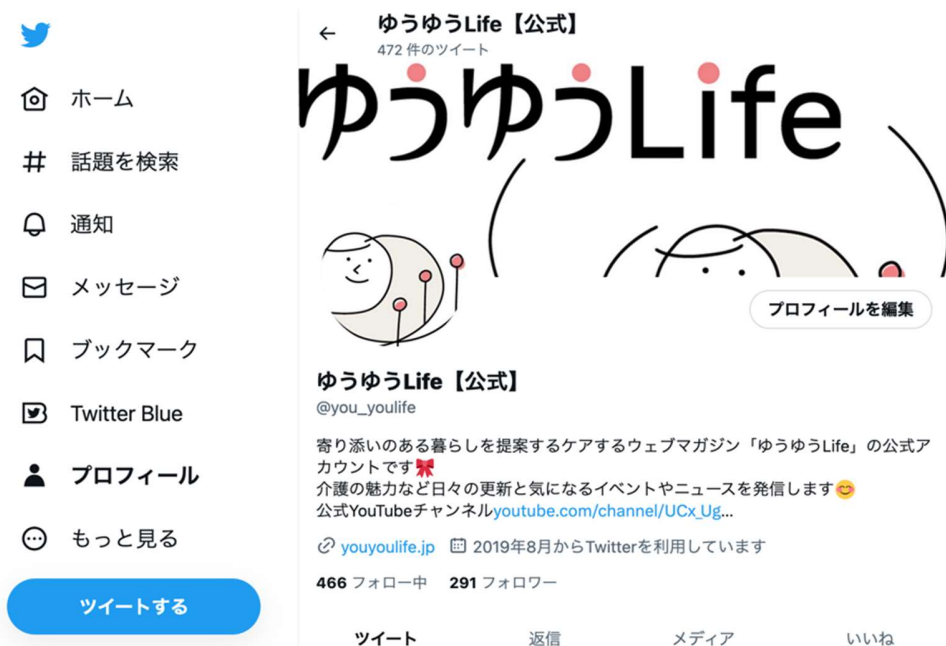 ホーム
話題を検索
通知
メッセージ
ブックマーク
Twitter Blue
プロフィール
もっと見る
ツイートする
ゆうゆうLife【公式】
472 件のツイート
ゆうゆうLife
プロフィールを編集
ゆうゆうLife【公式】
@you_youlife
寄り添いのある暮らしを提案するケアするウェブマガジン「ゆうゆうLife」の公式ア
カウントです🎀
介護の魅力など日々の更新と気になるイベントやニュースを発信します😊
公式YouTubeチャンネルyoutube.com/channel/UCx_Ug...
youyoulife.jp 2019年8月からTwitterを利用しています
466 フォロー中 291 フォロワー
ツイート 返信 メディア いいね